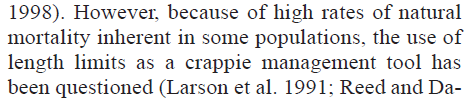 1998). However, because of high rates of natural
mortality inherent in some populations, the use of
length limits as a crappie management tool has
been questioned (Larson et al. 1991; Reed and Da-